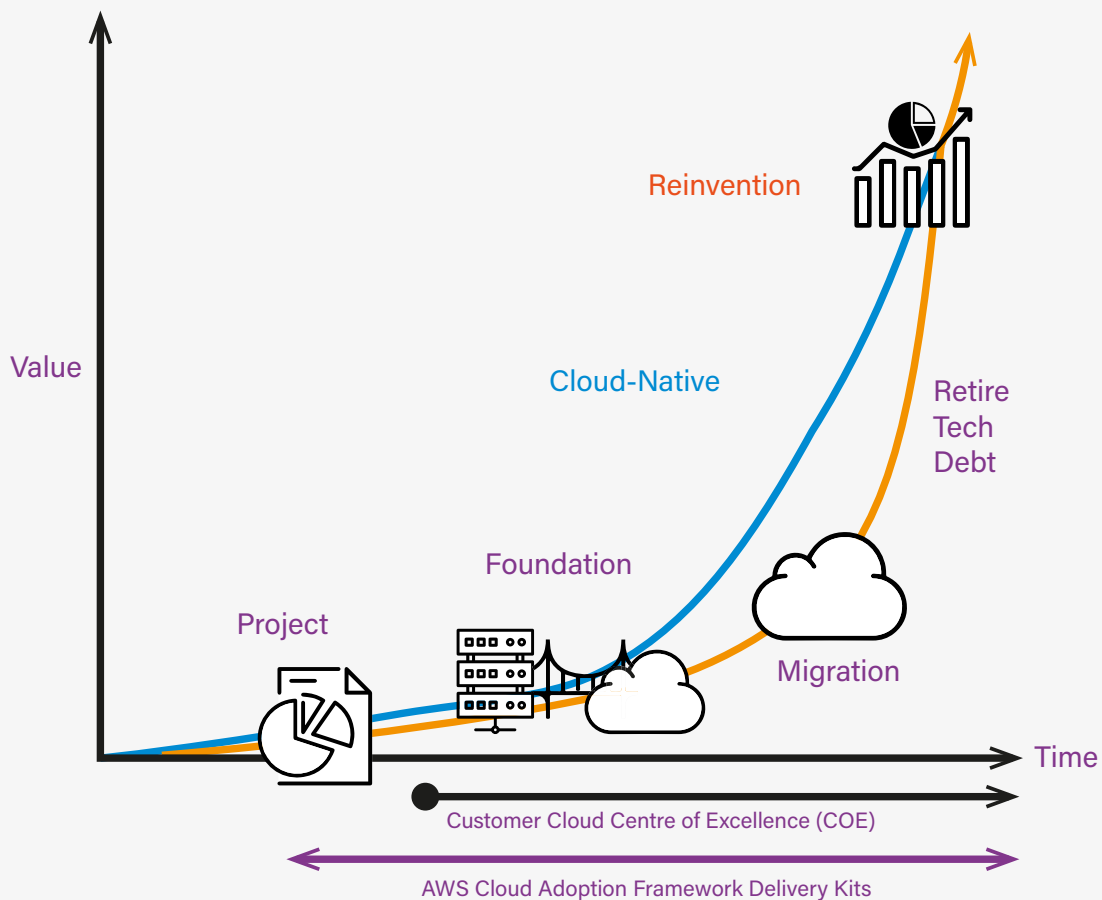 Reinvention
Value
Cloud-Native
Retire
Tech
Debt
Foundation
Project
Migration
Time
Customer Cloud Centre of Excellence (COE)
AWS Cloud Adoption Framework Delivery Kits